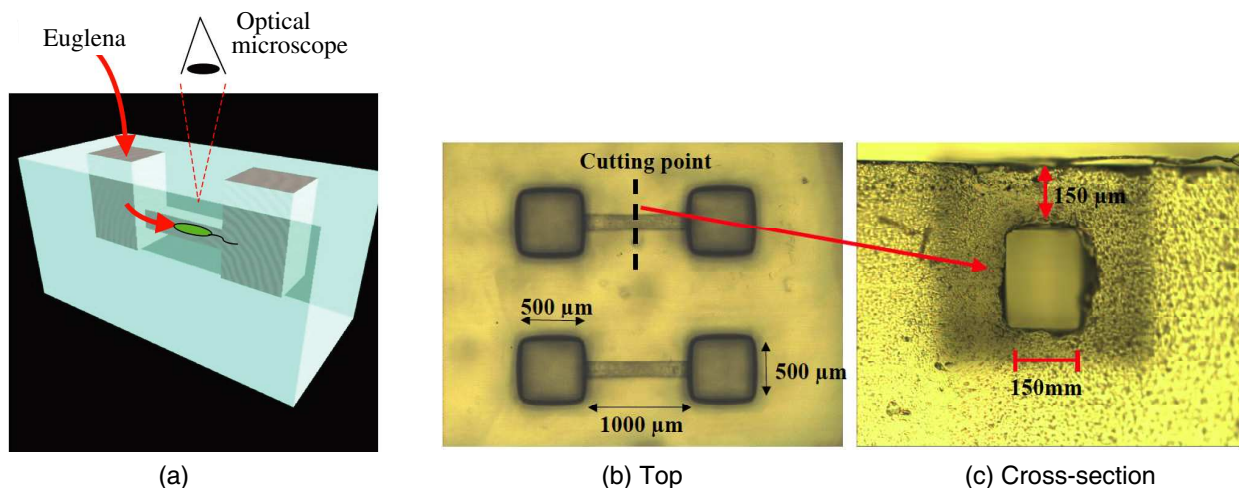 Euglena
Optical
microscope
(a)
Cutting point
500 µm
500 µm
1000 µm
(b) Top
150 µm
150mm
(c) Cross-section